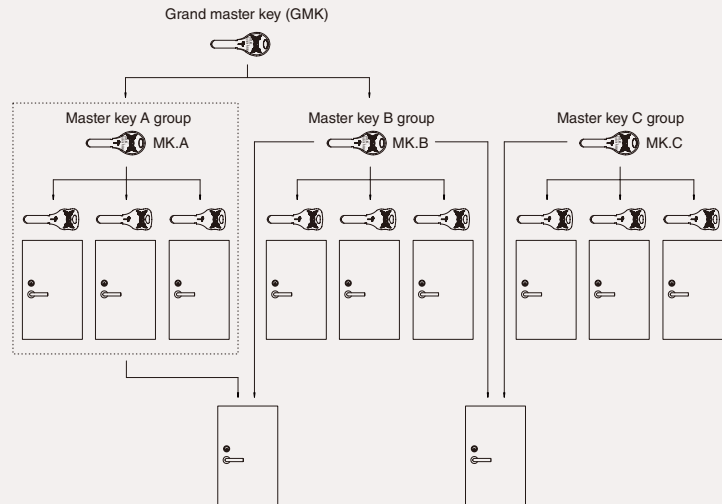 Grand master key (GMK)
Master key A group
MK.A
Master key B group
MK.B
Master key C group
MK.C